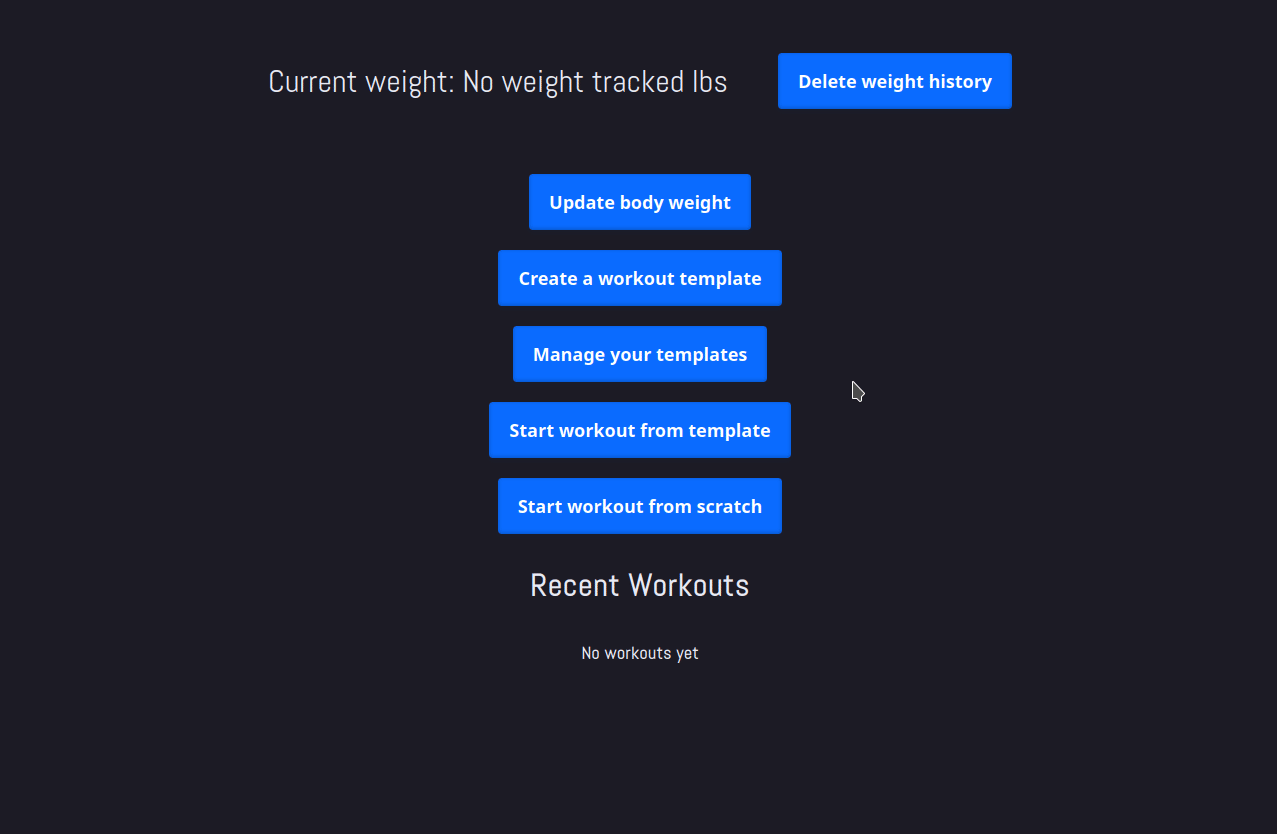 Current weight: No weight tracked lbs
Delete weight history
Update body weight
Create a workout template
Manage your templates
Start workout from template
Start workout from scratch
Recent Workouts
No workouts yet